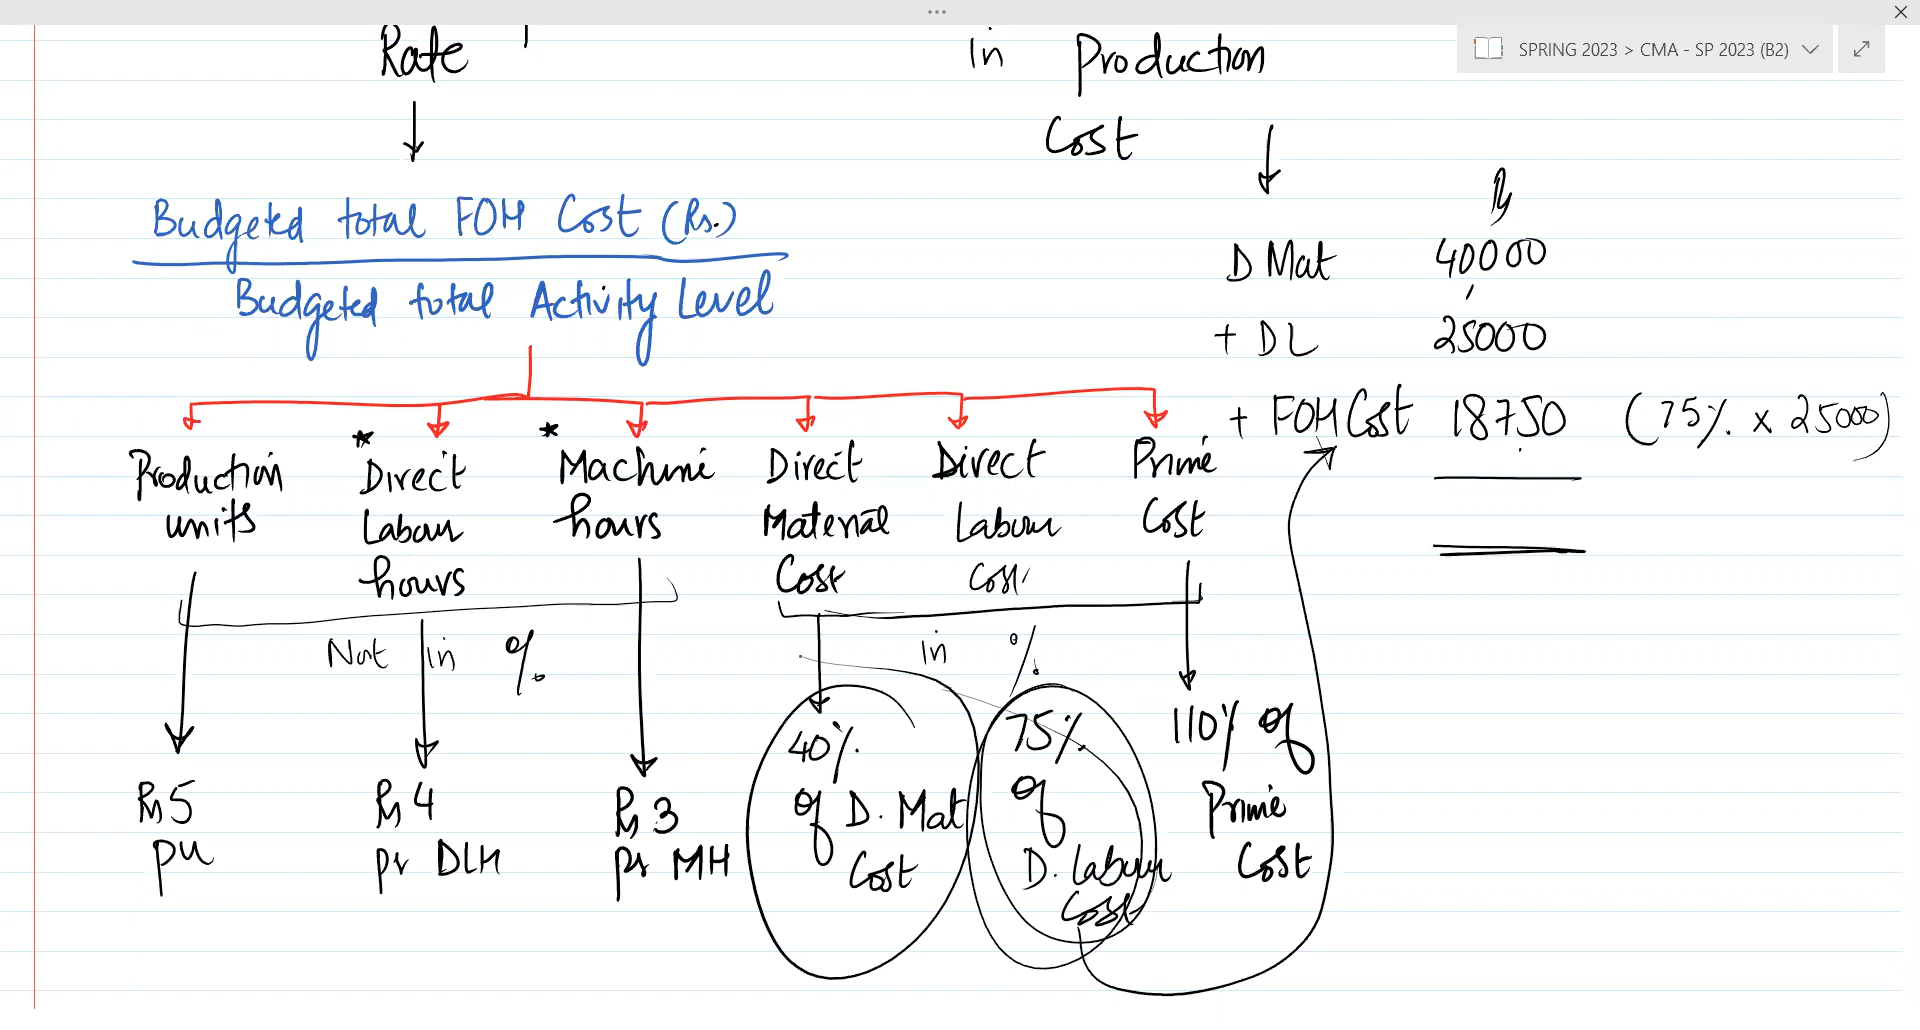 SPRING 2023 > CMA - SP 2023 (B2)
Rate
in Production
Cost
Budgeted total FOH Cost (Rs.)
Budgeted total Activity Level
Rs
D Mat 40000
+ DL 25000
+ FOH Cost 18750 (75% x 25000)
Production units
* Direct Labour hours
* Machine hours
Direct Material Cost
Direct Labour Cost
Prime Cost
Not in %
in %
Rs 5 pu
Rs 4 pr DLH
Rs 3 pr MH
40% of D. Mat Cost
75% of D. Labour Cost
110% of Prime Cost